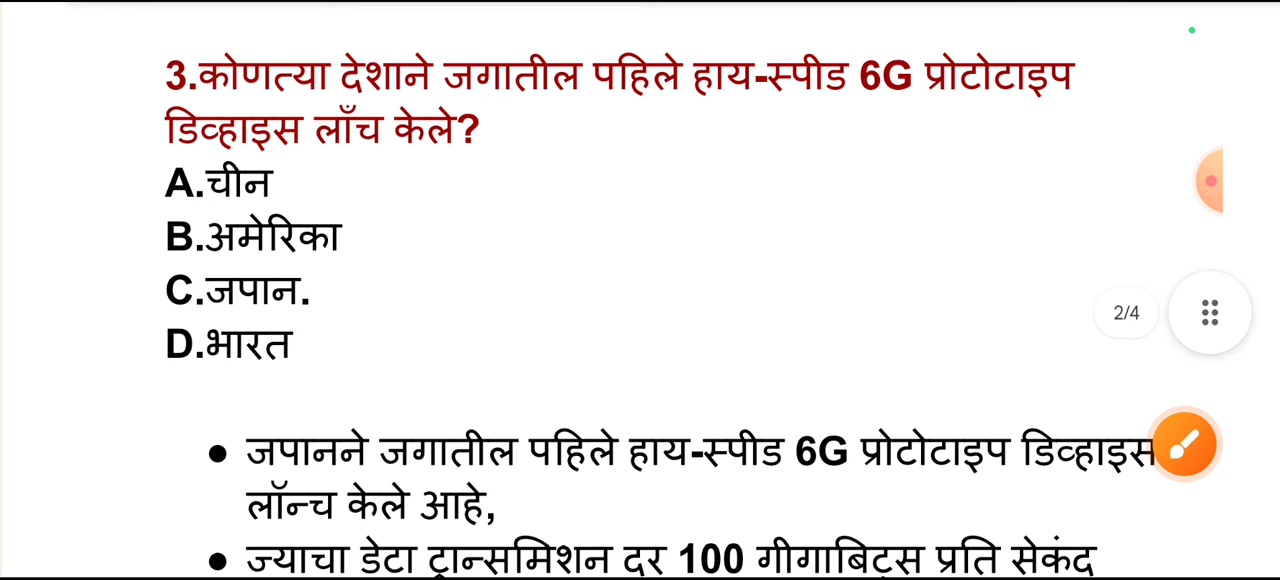 3.कोणत्या देशाने जगातील पहिले हाय-स्पीड 6G प्रोटोटाइप
डिव्हाइस लाँच केले?
A.चीन
B.अमेरिका
C.जपान.
D.भारत
2/4
● जपानने जगातील पहिले हाय-स्पीड 6G प्रोटोटाइप डिव्हाइस
लॉन्च केले आहे,
● ज्याचा डेटा ट्रान्समिशन दर 100 गीगाबिट्स प्रति सेकंद